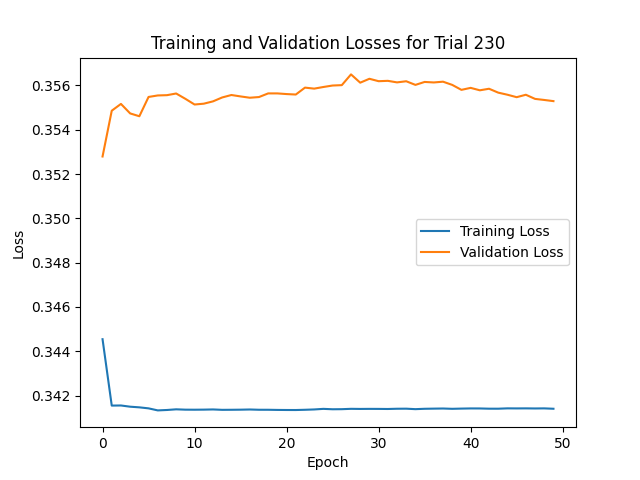 Training and Validation Losses for Trial 230
Loss
0.356
0.354
0.352
0.350
0.348
0.346
0.344
0.342
Training Loss
Validation Loss
0 10 20 30 40 50
Epoch